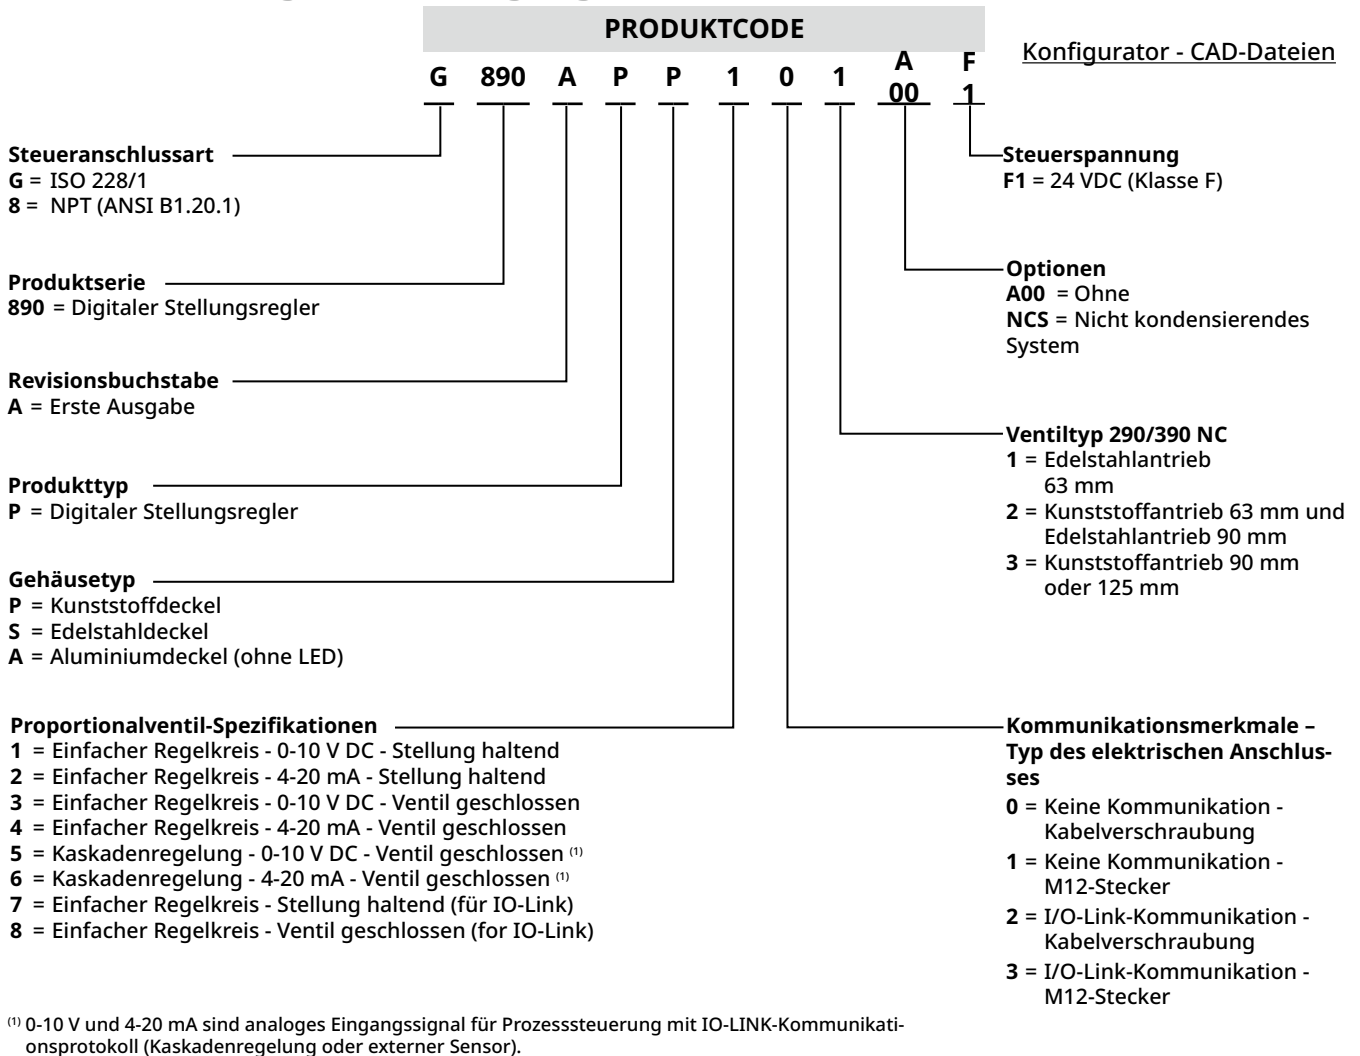 PRODUKTCODE
Konfigurator - CAD-Dateien
G 890 A P P 1 0 1 A 00 F 1
Steueranschlussart
G = ISO 228/1
8 = NPT (ANSI B1.20.1)
Produktserie
890 = Digitaler Stellungsregler
Revisionsbuchstabe
A = Erste Ausgabe
Produkttyp
P = Digitaler Stellungsregler
Gehäusetyp
P = Kunststoffdeckel
S = Edelstahldeckel
A = Aluminiumdeckel (ohne LED)
Proportionalventil-Spezifikationen
1 = Einfacher Regelkreis - 0-10 V DC - Stellung haltend
2 = Einfacher Regelkreis - 4-20 mA - Stellung haltend
3 = Einfacher Regelkreis - 0-10 V DC - Ventil geschlossen
4 = Einfacher Regelkreis - 4-20 mA - Ventil geschlossen
5 = Kaskadenregelung - 0-10 V DC - Ventil geschlossen (1)
6 = Kaskadenregelung - 4-20 mA - Ventil geschlossen (1)
7 = Einfacher Regelkreis - Stellung haltend (für IO-Link)
8 = Einfacher Regelkreis - Ventil geschlossen (for IO-Link)
Steuerspannung
F1 = 24 VDC (Klasse F)
Optionen
A00 = Ohne
NCS = Nicht kondensierendes
System
Ventiltyp 290/390 NC
1 = Edelstahlantrieb
63 mm
2 = Kunststoffantrieb 63 mm und
Edelstahlantrieb 90 mm
3 = Kunststoffantrieb 90 mm
oder 125 mm
Kommunikationsmerkmale –
Typ des elektrischen Anschlus-
ses
0 = Keine Kommunikation -
Kabelverschraubung
1 = Keine Kommunikation -
M12-Stecker
2 = I/O-Link-Kommunikation -
Kabelverschraubung
3 = I/O-Link-Kommunikation -
M12-Stecker
(1) 0-10 V und 4-20 mA sind analoges Eingangssignal für Prozesssteuerung mit IO-LINK-Kommunikati-
onsprotokoll (Kaskadenregelung oder externer Sensor).